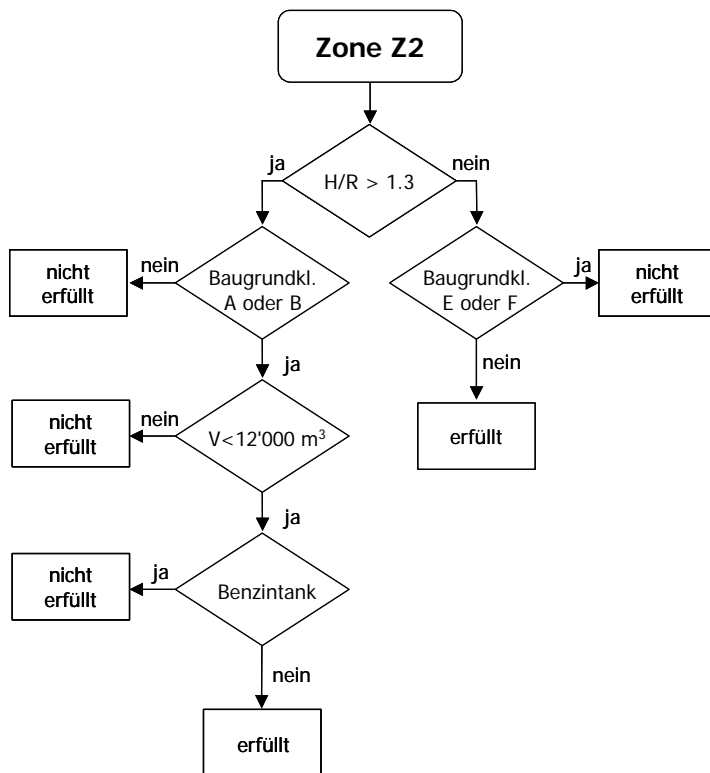 Zone Z2
ja
nein
H/R > 1.3
nicht
erfüllt
nein
Baugrundkl.
A oder B
Baugrundkl.
E oder F
ja
nicht
erfüllt
ja
nein
nicht
erfüllt
nein
V<12'000 m³
erfüllt
ja
nicht
erfüllt
ja
Benzintank
nein
erfüllt